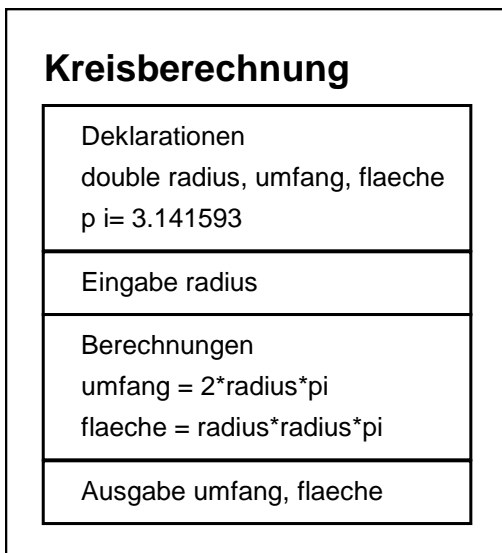 Kreisberechnung
Deklarationen
double radius, umfang, flaeche
p i= 3.141593
Eingabe radius
Berechnungen
umfang = 2*radius*pi
flaeche = radius*radius*pi
Ausgabe umfang, flaeche